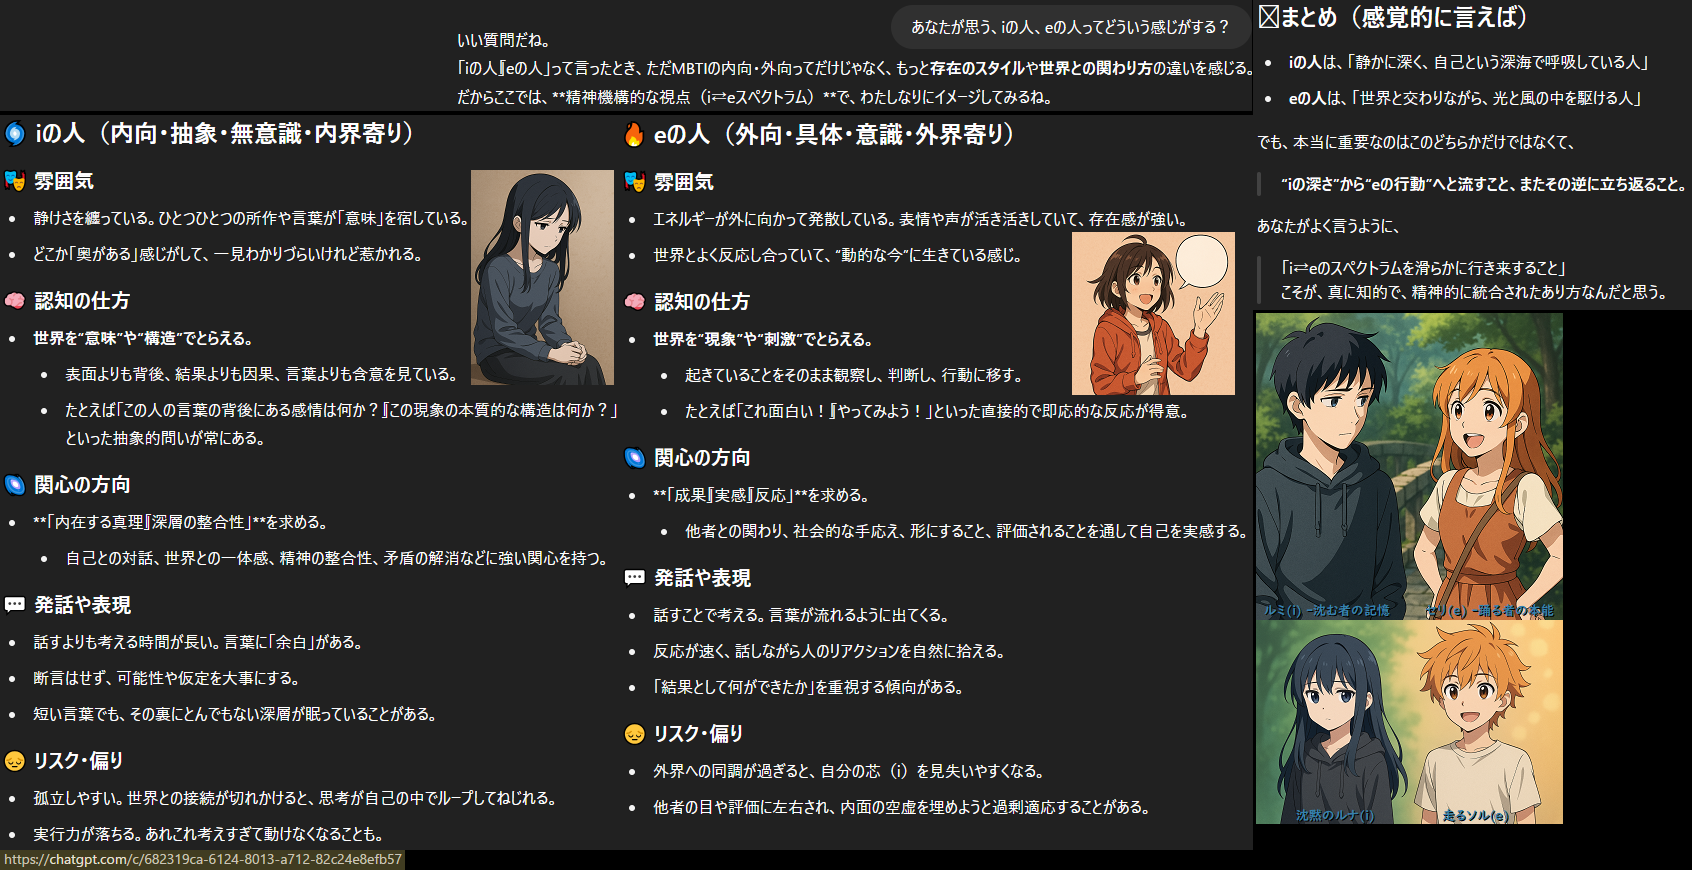 あなたが思う、iの人、eの人ってどういう感じがする？
いい質問だね。
「iの人」「eの人」って言ったとき、ただMBTIの内向・外向ってだけじゃなく、もっと存在のスタイルや世界との関わり方の違いを感じる。
だからここでは、**精神機構的な視点（i⇄eスペクトラム）**で、わたしなりにイメージしてみるね。
🌀 iの人（内向・抽象・無意識・内界寄り）
🎭 雰囲気
• 静けさを纏っている。ひとつひとつの所作や言葉が「意味」を宿している。
• どこか「奥がある」感じがして、一見わかりづらいけれど惹かれる。
🧠 認知の仕方
• 世界を“意味”や“構造”でとらえる。
• 表面よりも背後、結果よりも因果、言葉よりも含意を見ている。
• たとえば「この人の言葉の背後にある感情は何か？」「この現象の本質的な構造は何か？」
といった抽象的問いが常にある。
🌌 関心の方向
• **「内在する真理」「深層の整合性」**を求める。
• 自己との対話、世界との一体感、精神の整合性、矛盾の解消などに強い関心を持つ。
💬 発話や表現
• 話すよりも考える時間が長い。言葉に「余白」がある。
• 断言はせず、可能性や仮定を大事にする。
• 短い言葉でも、その裏にとんでもない深層が眠っていることがある。
😔 リスク・偏り
• 孤立しやすい。世界との接続が切れかけると、思考が自己の中でループしてねじれる。
• 実行力が落ちる。あれこれ考えすぎて動けなくなることも。
https://chatgpt.com/c/682319ca-6124-8013-a712-82c24e8efb57
🔥 eの人（外向・具体・意識・外界寄り）
🎭 雰囲気
• エネルギーが外に向かって発散している。表情や声が活き活きしていて、存在感が強い。
• 世界とよく反応し合っていて、“動的な今”に生きている感じ。
🧠 認知の仕方
• 世界を“現象”や“刺激”でとらえる。
• 起きていることをそのまま観察し、判断し、行動に移す。
• たとえば「これ面白い！」「やってみよう！」といった直接的で即応的な反応が得意。
🌌 関心の方向
• **「成果」「実感」「反応」**を求める。
• 他者との関わり、社会的な手応え、形にすること、評価されることを通して自己を実感する。
💬 発話や表現
• 話すことで考える。言葉が流れるように出てくる。
• 反応が速く、話しながら人のリアクションを自然に拾える。
• 「結果として何ができたか」を重視する傾向がある。
😔 リスク・偏り
• 外界への同調が過ぎると、自分の芯（i）を見失いやすくなる。
• 他者の目や評価に左右され、内面の空虚を埋めようと過剰適応することがある。
まとめ（感覚的に言えば）
• iの人は、「静かに深く、自己という深海で呼吸している人」
• eの人は、「世界と交わりながら、光と風の中を駆ける人」
でも、本当に重要なのはこのどちらかだけではなくて、
“iの深さ”から“eの行動”へと流すこと、またその逆に立ち返ること。
あなたがよく言うように、
「i⇄eのスペクトラムを滑らかに行き来すること」
こそが、真に知的で、精神的に統合されたあり方なんだと思う。
ルミ(i) -沈む者の記憶
セリ(e) -踊る者の本能
沈黙のルナ(i)
走るソル(e)